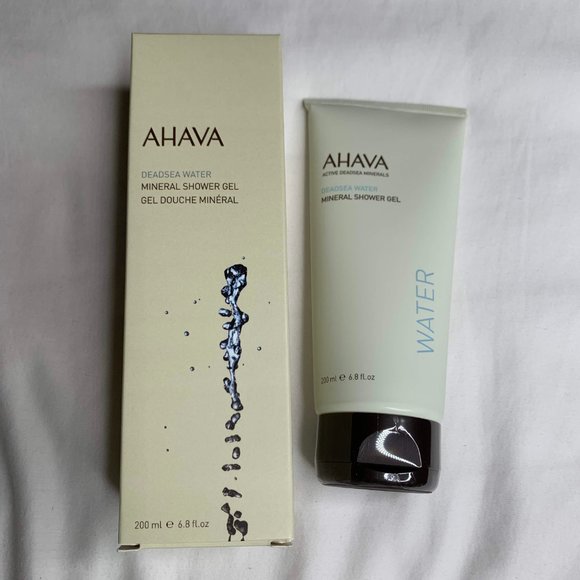 AHAVA
DEADSEA WATER
MINERAL SHOWER GEL
GEL DOUCHE MINÉRAL
200 ml e 6.8 fl.oz
AHAVA
ACTIVE DEADSEA MINERALS
DEADSEA WATER
MINERAL SHOWER GEL
WATER
200 ml e 6.8 fl.oz